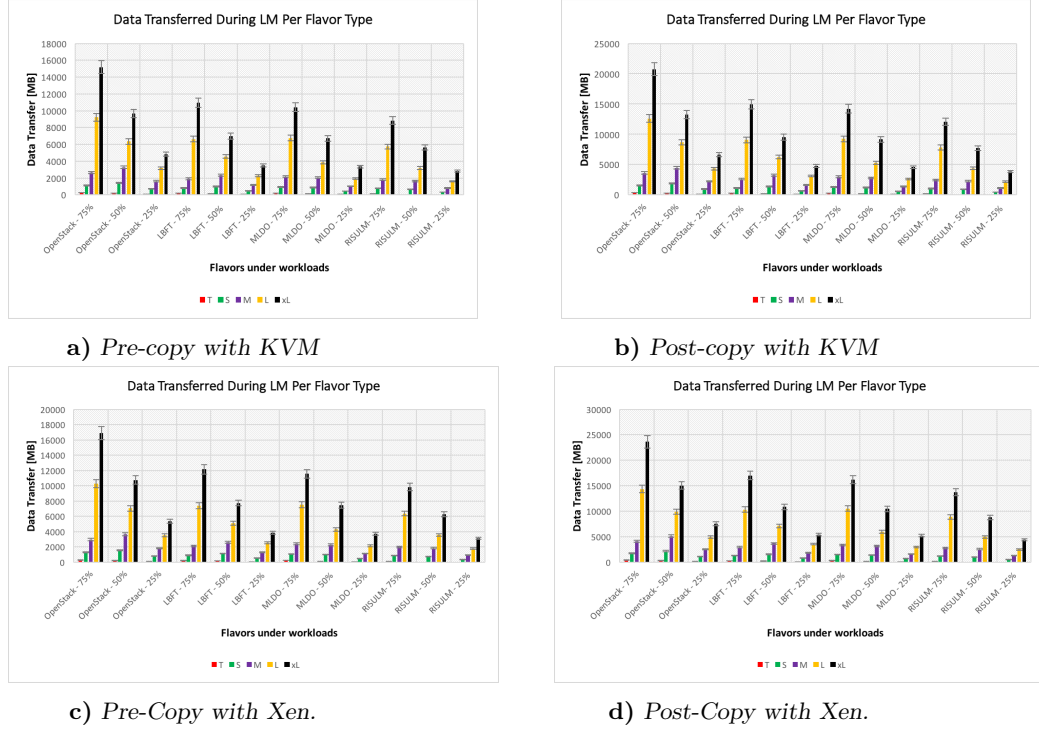 Data Transferred During LM Per Flavor Type
Data Transfer [MB]
18000
16000
14000
12000
10000
8000
6000
4000
2000
0
OpenStack - 75%
OpenStack - 50%
OpenStack - 25%
LBFT - 75%
LBFT - 50%
LBFT - 25%
MLDO - 75%
MLDO - 50%
MLDO - 25%
RISULM - 75%
RISULM - 50%
RISULM - 25%
Flavors under workloads
T S M L xL
a) Pre-copy with KVM
Data Transferred During LM Per Flavor Type
Data Transfer [MB]
25000
20000
15000
10000
5000
0
OpenStack - 75%
OpenStack - 50%
OpenStack - 25%
LBFT - 75%
LBFT - 50%
LBFT - 25%
MLDO - 75%
MLDO - 50%
MLDO - 25%
RISULM - 75%
RISULM - 50%
RISULM - 25%
Flavors under workloads
T S M L xL
b) Post-copy with KVM
Data Transferred During LM Per Flavor Type
Data Transfer [MB]
20000
18000
16000
14000
12000
10000
8000
6000
4000
2000
0
OpenStack - 75%
OpenStack - 50%
OpenStack - 25%
LBFT - 75%
LBFT - 50%
LBFT - 25%
MLDO - 75%
MLDO - 50%
MLDO - 25%
RISULM - 75%
RISULM - 50%
RISULM - 25%
Flavors under workloads
T S M L xL
c) Pre-Copy with Xen.
Data Transferred During LM Per Flavor Type
Data Transfer [MB]
30000
25000
20000
15000
10000
5000
0
OpenStack - 75%
OpenStack - 50%
OpenStack - 25%
LBFT - 75%
LBFT - 50%
LBFT - 25%
MLDO - 75%
MLDO - 50%
MLDO - 25%
RISULM - 75%
RISULM - 50%
RISULM - 25%
Flavors under workloads
T S M L xL
d) Post-Copy with Xen.